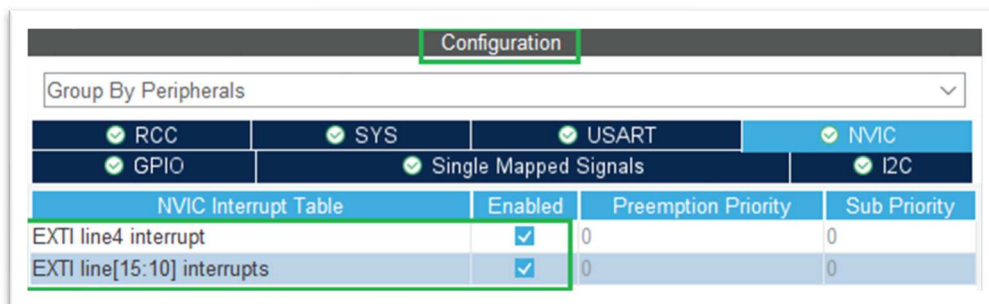 Configuration
Group By Peripherals
RCC SYS USART NVIC
GPIO Single Mapped Signals I2C
NVIC Interrupt Table Enabled Preemption Priority Sub Priority
EXTI line4 interrupt 0 0
EXTI line[15:10] interrupts 0 0